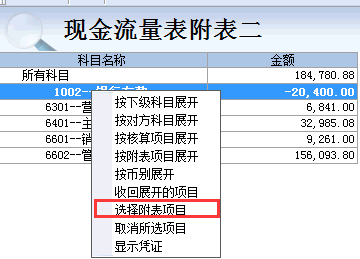 现金流量表附表二
科目名称 金额
所有科目 184,780.88
1002-- -20,400.00
6301--营 6,841.00
6401--主 32,985.08
6601--销 9,261.00
6602--管 156,093.80
按下级科目展开
按对方科目展开
按核算项目展开
按附表项目展开
按币别展开
收回展开的项目
选择附表项目
取消所选项目
显示凭证